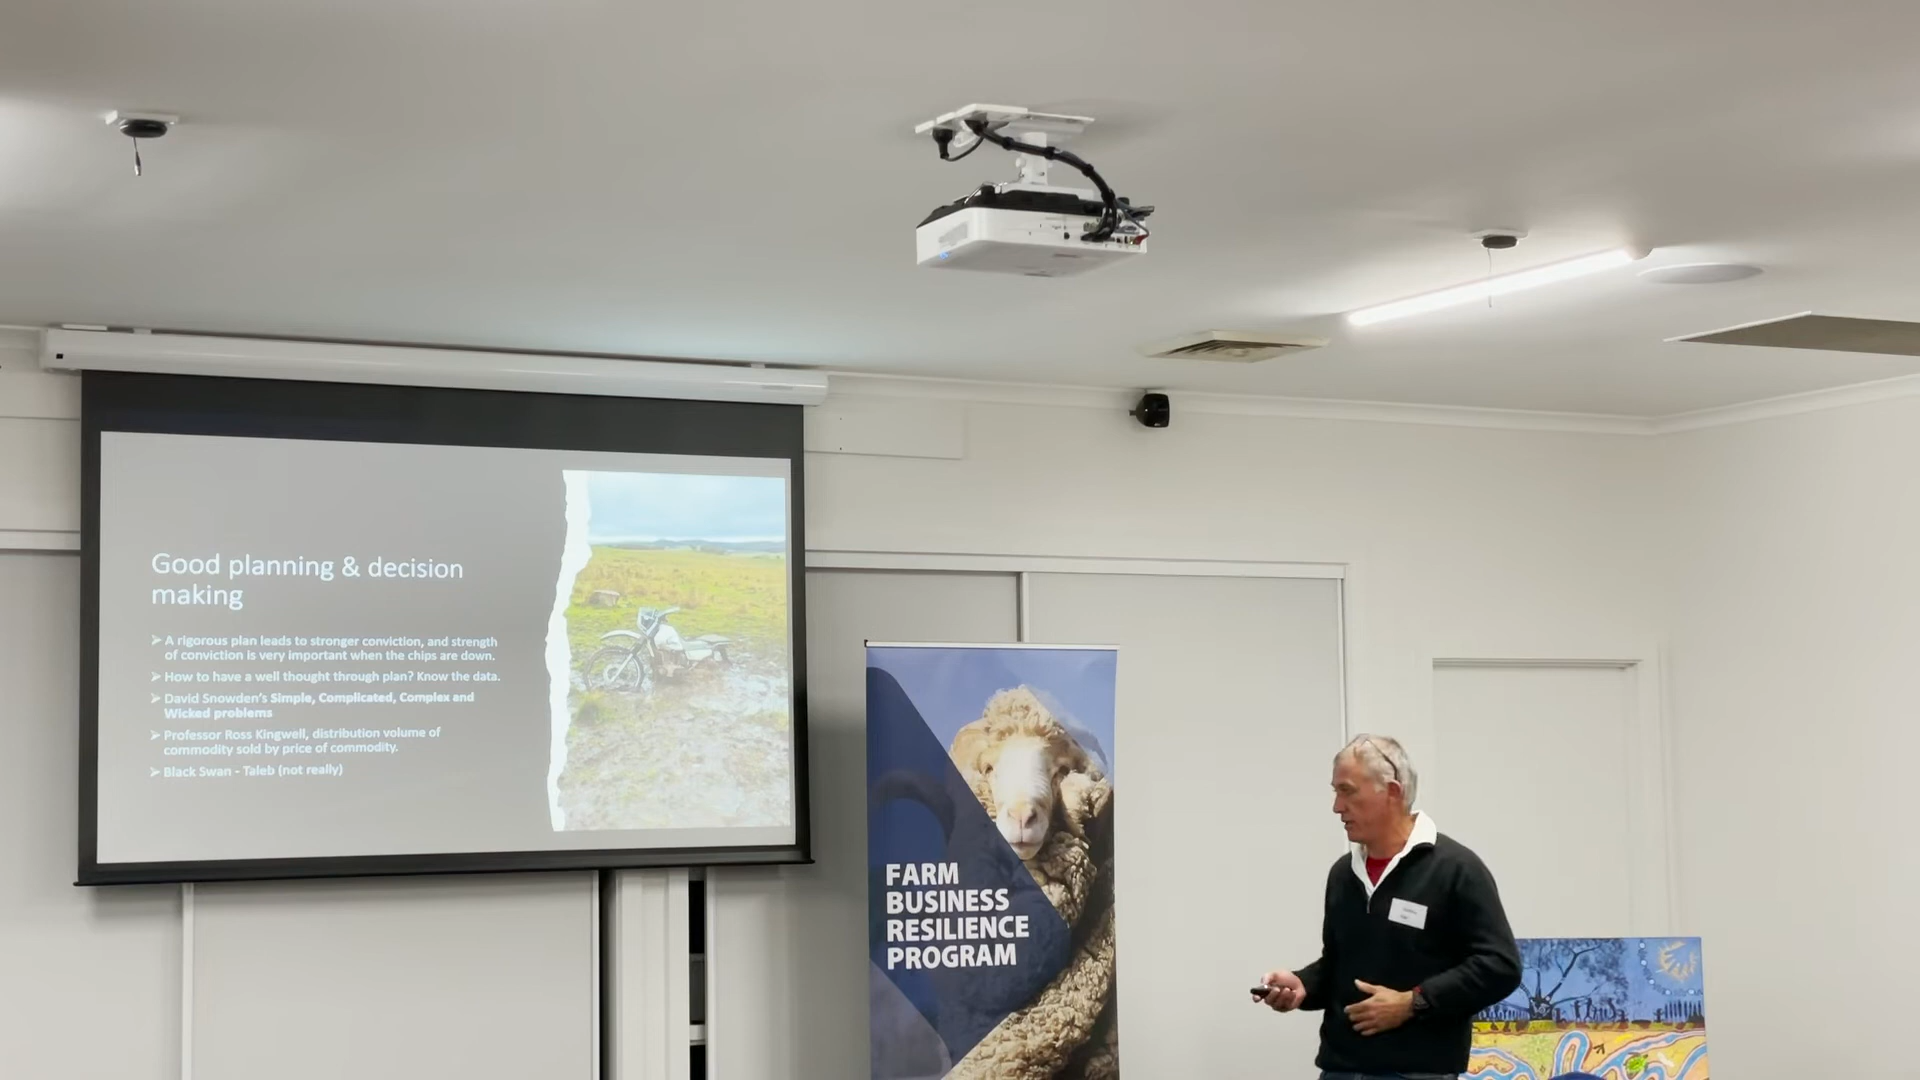 Good planning & decision
making
➢ A rigorous plan leads to stronger conviction, and strength
of conviction is very important when the chips are down.
➢ How to have a well thought through plan? Know the data.
➢ David Snowden's Simple, Complicated, Complex and
Wicked problems
➢ Professor Ross Kingwell, distribution volume of
commodity sold by price of commodity.
➢ Black Swan - Taleb (not really)
FARM
BUSINESS
RESILIENCE
PROGRAM